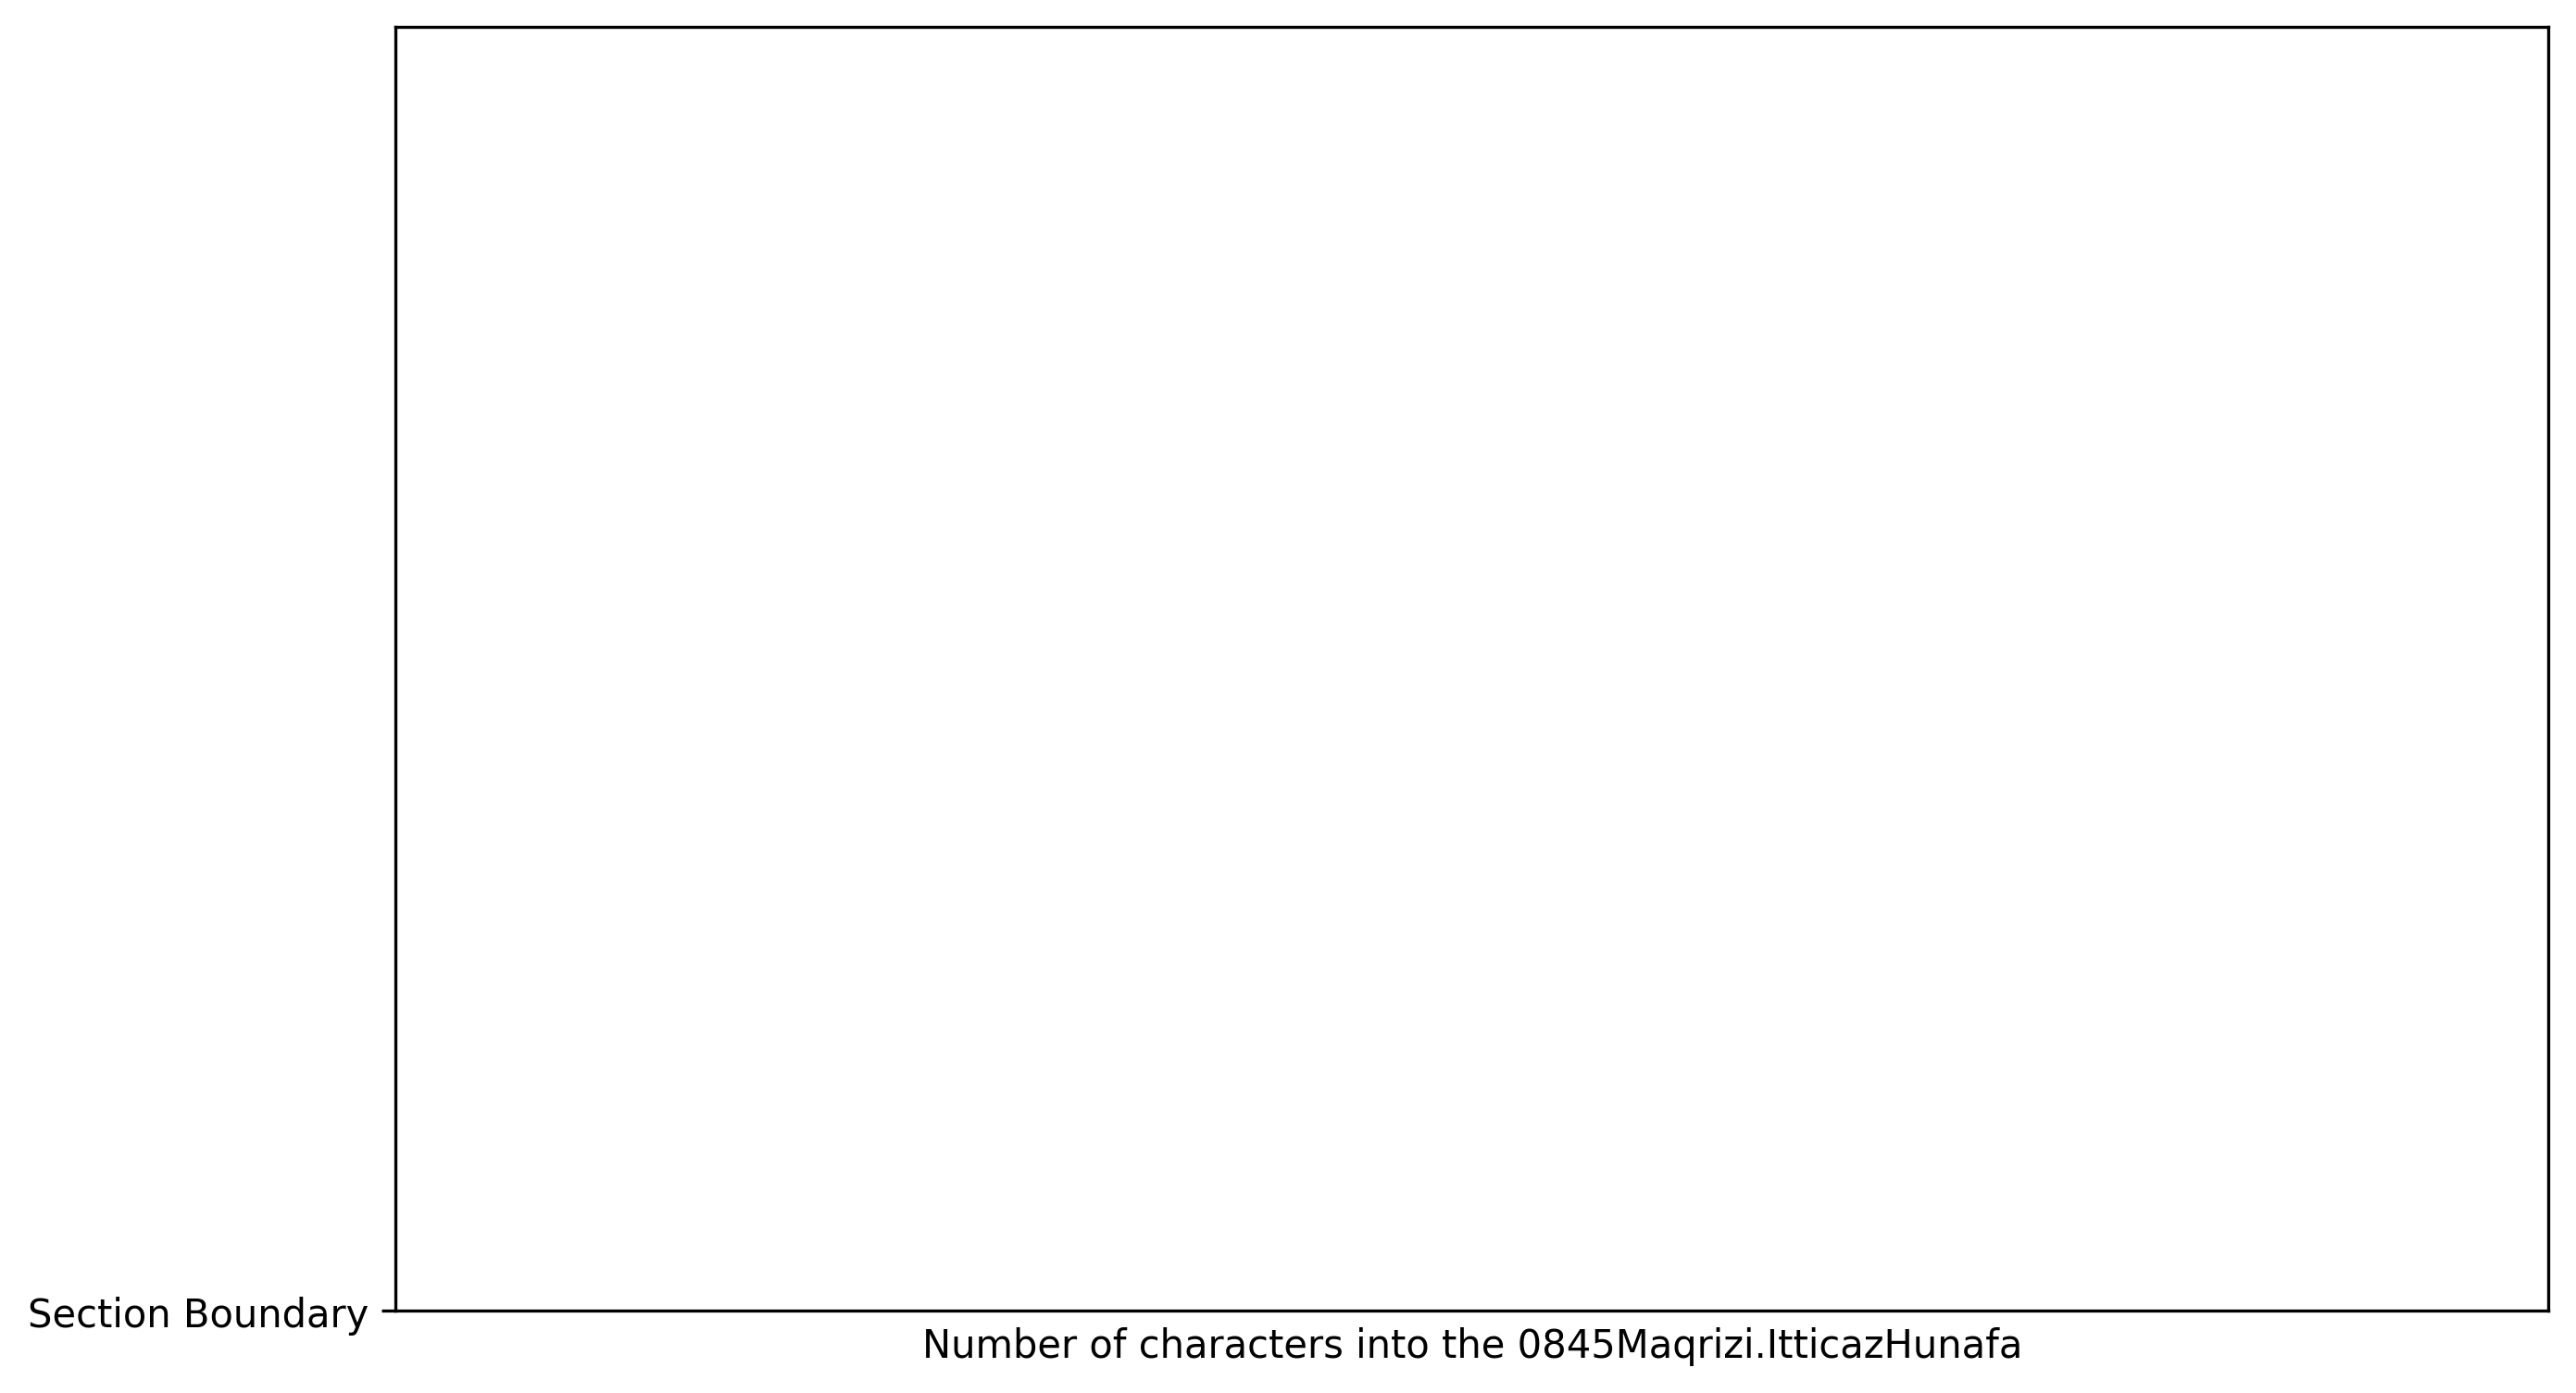 Section Boundary
Number of characters into the 0845Maqrizi.ItticazHunafa